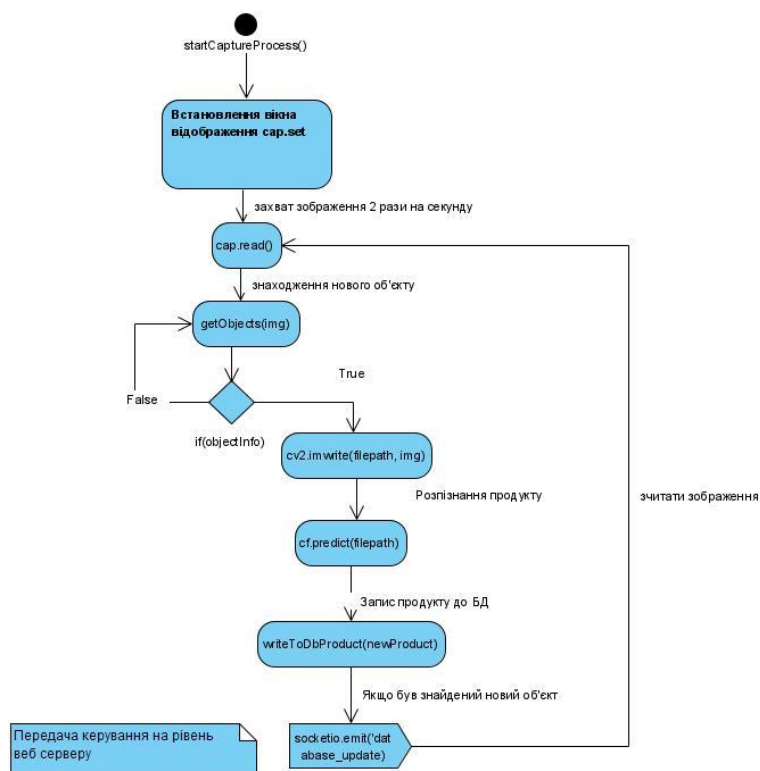 startCaptureProcess()
Встановлення вікна
відображення cap.set
захват зображення 2 рази на секунду
cap.read()
знаходження нового об'єкту
getObjects(img)
True
False
if(objectInfo)
cv2.imwrite(filepath, img)
Розпізнання продукту
зчитати зображення
cf.predict(filepath)
Запис продукту до БД
writeToDbProduct(newProduct)
Якщо був знайдений новий об'єкт
socketio.emit('dat
abase_update)
Передача керування на рівень
веб серверу